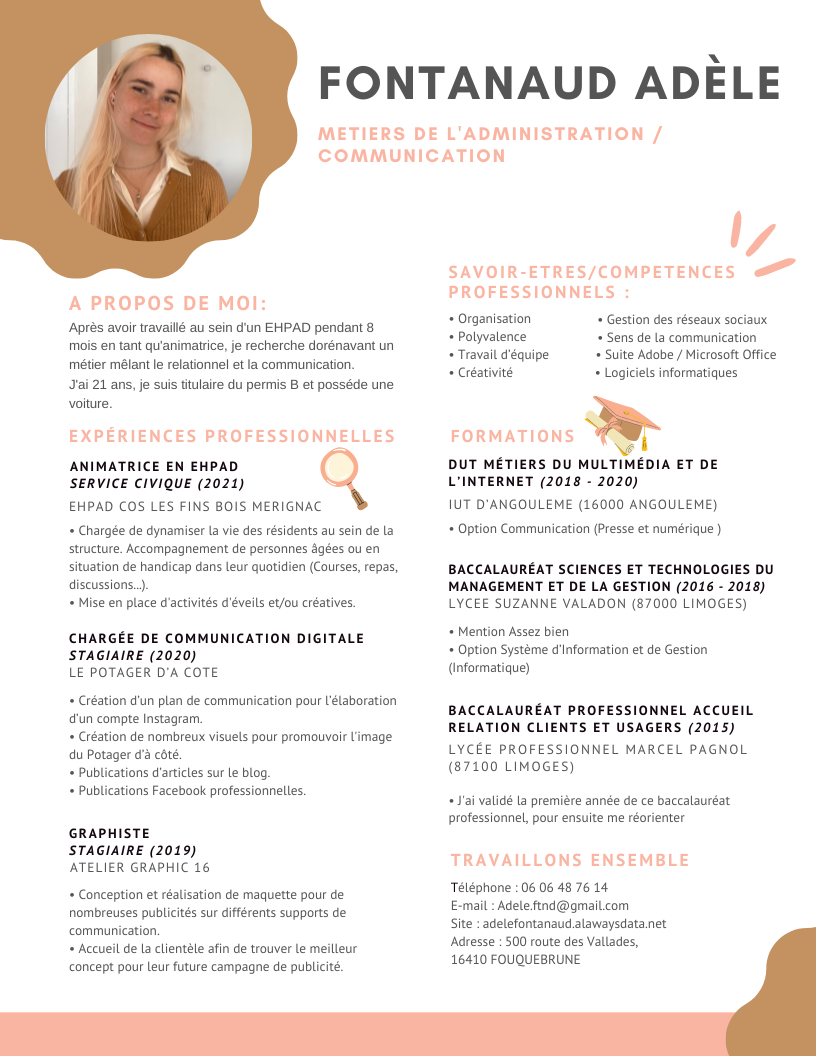 FONTANAUD ADÈLE
METIERS DE L'ADMINISTRATION /
COMMUNICATION
A PROPOS DE MOI:
Après avoir travaillé au sein d'un EHPAD pendant 8
mois en tant qu'animatrice, je recherche dorénavant un
métier mêlant le relationnel et la communication.
J'ai 21 ans, je suis titulaire du permis B et posséde une
voiture.
EXPÉRIENCES PROFESSIONNELLES
ANIMATRICE EN EHPAD
SERVICE CIVIQUE (2021)
EHPAD COS LES FINS BOIS MERIGNAC
• Chargée de dynamiser la vie des résidents au sein de la
structure. Accompagnement de personnes âgées ou en
situation de handicap dans leur quotidien (Courses, repas,
discussions...).
• Mise en place d'activités d'éveils et/ou créatives.
CHARGÉE DE COMMUNICATION DIGITALE
STAGIAIRE (2020)
LE POTAGER D’A COTE
• Création d’un plan de communication pour l’élaboration
d’un compte Instagram.
• Création de nombreux visuels pour promouvoir l'image
du Potager d’à côté.
• Publications d’articles sur le blog.
• Publications Facebook professionnelles.
GRAPHISTE
STAGIAIRE (2019)
ATELIER GRAPHIC 16
• Conception et réalisation de maquette pour de
nombreuses publicités sur différents supports de
communication.
• Accueil de la clientèle afin de trouver le meilleur
concept pour leur future campagne de publicité.
SAVOIR-ETRES/COMPETENCES
PROFESSIONNELS :
• Organisation
• Polyvalence
• Travail d’équipe
• Créativité
• Gestion des réseaux sociaux
• Sens de la communication
• Suite Adobe / Microsoft Office
• Logiciels informatiques
FORMATIONS
DUT MÉTIERS DU MULTIMÉDIA ET DE
L’INTERNET (2018 - 2020)
IUT D’ANGOULEME (16000 ANGOULEME)
• Option Communication (Presse et numérique )
BACCALAURÉAT SCIENCES ET TECHNOLOGIES DU
MANAGEMENT ET DE LA GESTION (2016 - 2018)
LYCEE SUZANNE VALADON (87000 LIMOGES)
• Mention Assez bien
• Option Système d’Information et de Gestion
(Informatique)
BACCALAURÉAT PROFESSIONNEL ACCUEIL
RELATION CLIENTS ET USAGERS (2015)
LYCÉE PROFESSIONNEL MARCEL PAGNOL
(87100 LIMOGES)
• J'ai validé la première année de ce baccalauréat
professionnel, pour ensuite me réorienter
TRAVAILLONS ENSEMBLE
Téléphone : 06 06 48 76 14
E-mail : Adele.ftnd@gmail.com
Site : adelefontanaud.alawaysdata.net
Adresse : 500 route des Vallades,
16410 FOUQUEBRUNE